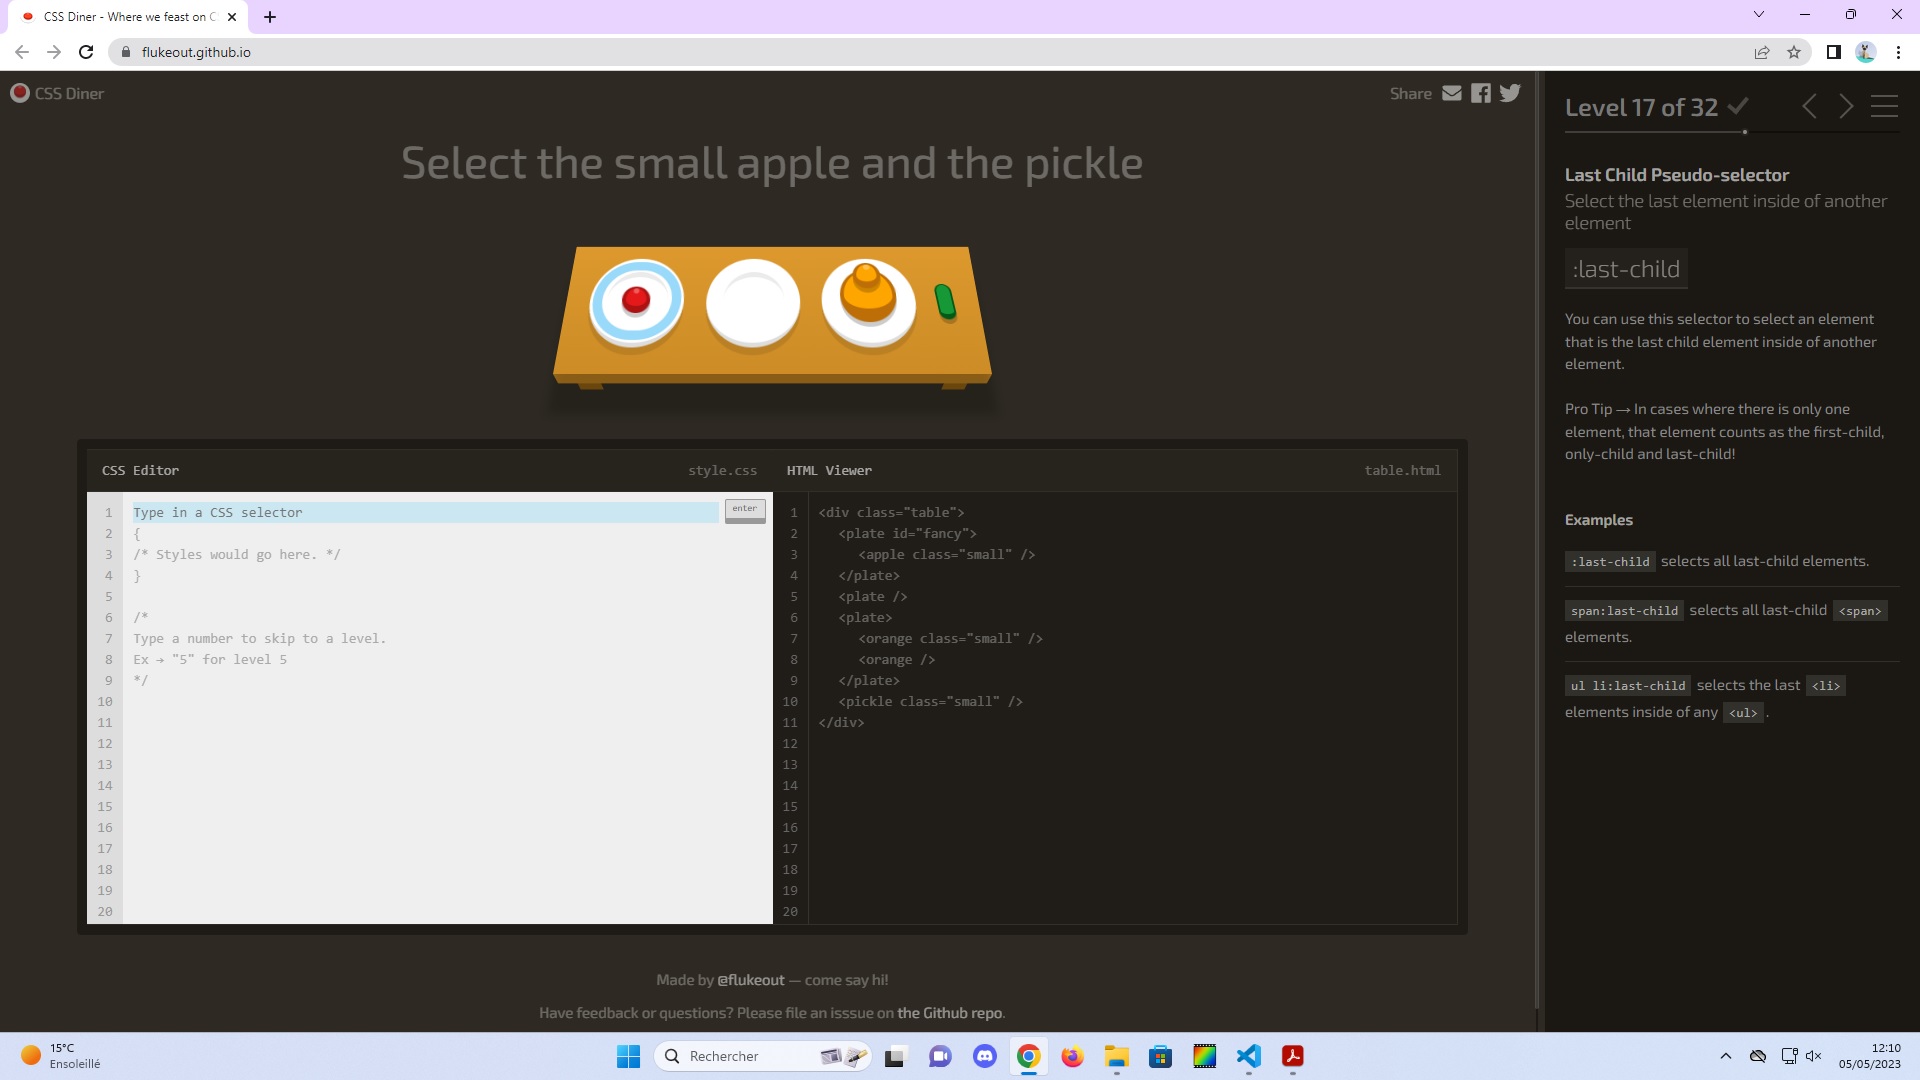 CSS Diner - Where we feast on C
flukeout.github.io
CSS Diner
Share
Select the small apple and the pickle
CSS Editor
style.css
1 Type in a CSS selector
enter
2 {
3 /* Styles would go here. */
4 }
5
6 /*
7 Type a number to skip to a level.
8 Ex → "5" for level 5
9 */
10
11
12
13
14
15
16
17
18
19
20
HTML Viewer
table.html
1 <div class="table">
2 <plate id="fancy">
3 <apple class="small" />
4 </plate>
5 <plate />
6 <plate>
7 <orange class="small" />
8 <orange />
9 </plate>
10 <pickle class="small" />
11 </div>
12
13
14
15
16
17
18
19
20
Made by @flukeout — come say hi!
Have feedback or questions? Please file an isssue on the Github repo.
Level 17 of 32
Last Child Pseudo-selector
Select the last element inside of another
element
:last-child
You can use this selector to select an element
that is the last child element inside of another
element.
Pro Tip → In cases where there is only one
element, that element counts as the first-child,
only-child and last-child!
Examples
:last-child selects all last-child elements.
span:last-child selects all last-child <span>
elements.
ul li:last-child selects the last <li>
elements inside of any <ul> .
15°C
Ensoleillé
Rechercher
12:10
05/05/2023